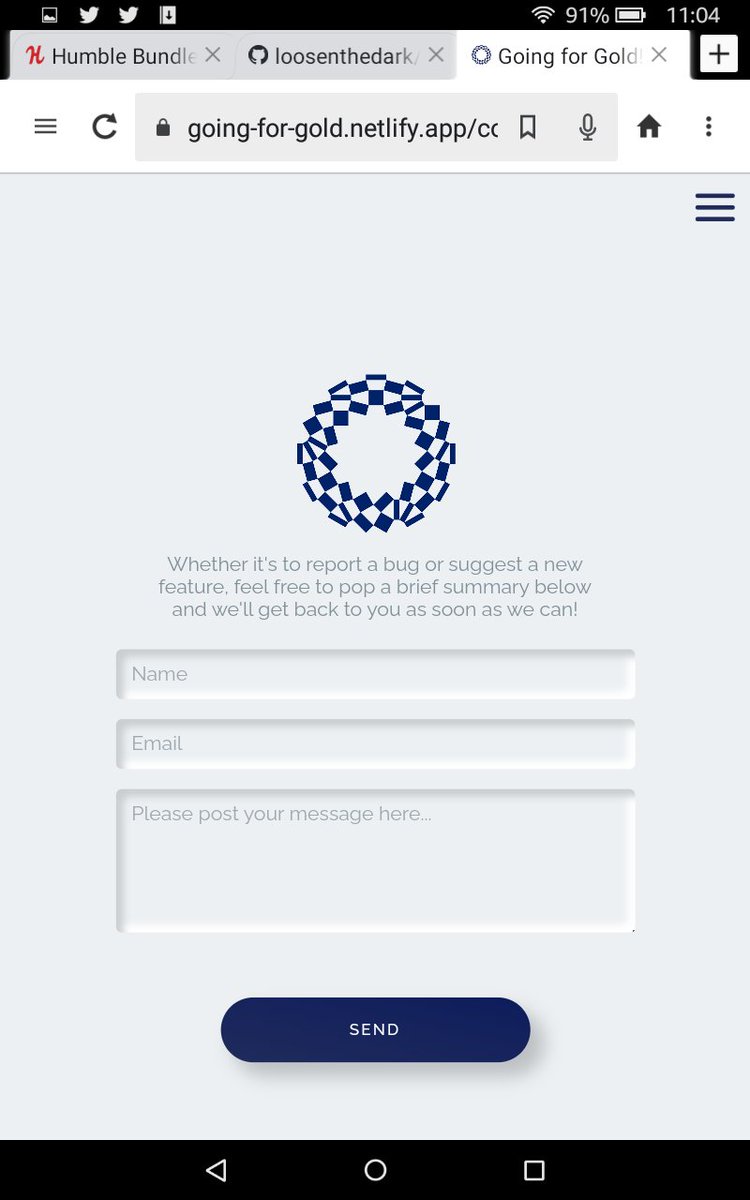 91% 11:04
Humble Bundle loosenthedark/ Going for Gold!
going-for-gold.netlify.app/co
Whether it's to report a bug or suggest a new
feature, feel free to pop a brief summary below
and we'll get back to you as soon as we can!
Name
Email
Please post your message here...
SEND